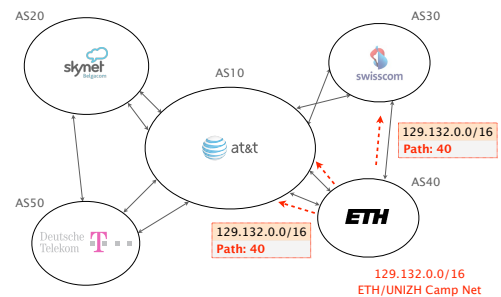 AS20
skynet
Belgacom
AS10
AS30
swisscom
at&t
129.132.0.0/16
Path: 40
AS40
ETH
AS50
Deutsche
Telekom
T
129.132.0.0/16
Path: 40
129.132.0.0/16
ETH/UNIZH Camp Net